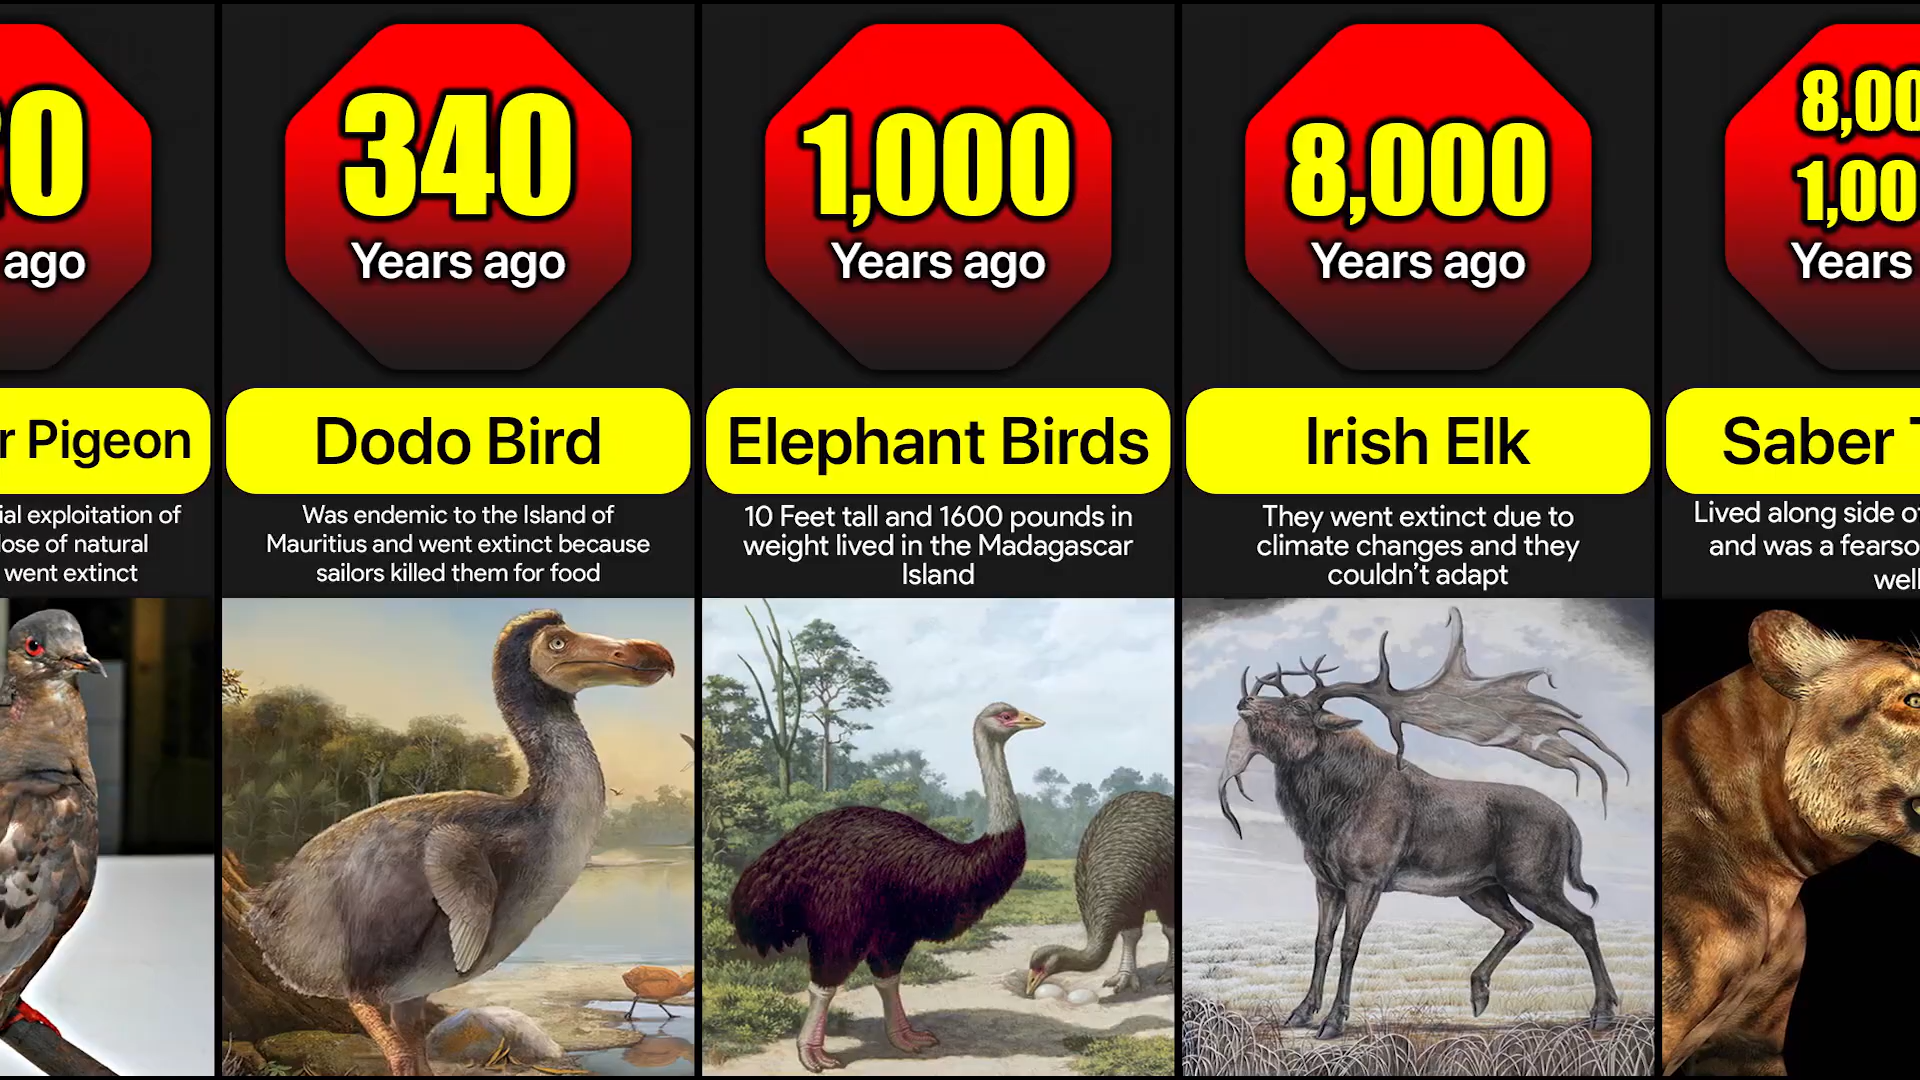 0
ago
r Pigeon
ial exploitation of
lose of natural
went extinct
340
Years ago
Dodo Bird
Was endemic to the Island of
Mauritius and went extinct because
sailors killed them for food
1,000
Years ago
Elephant Birds
10 Feet tall and 1600 pounds in
weight lived in the Madagascar
Island
8,000
Years ago
Irish Elk
They went extinct due to
climate changes and they
couldn't adapt
8,00
1,00
Years
Saber
Lived along side
and was a fearso
well